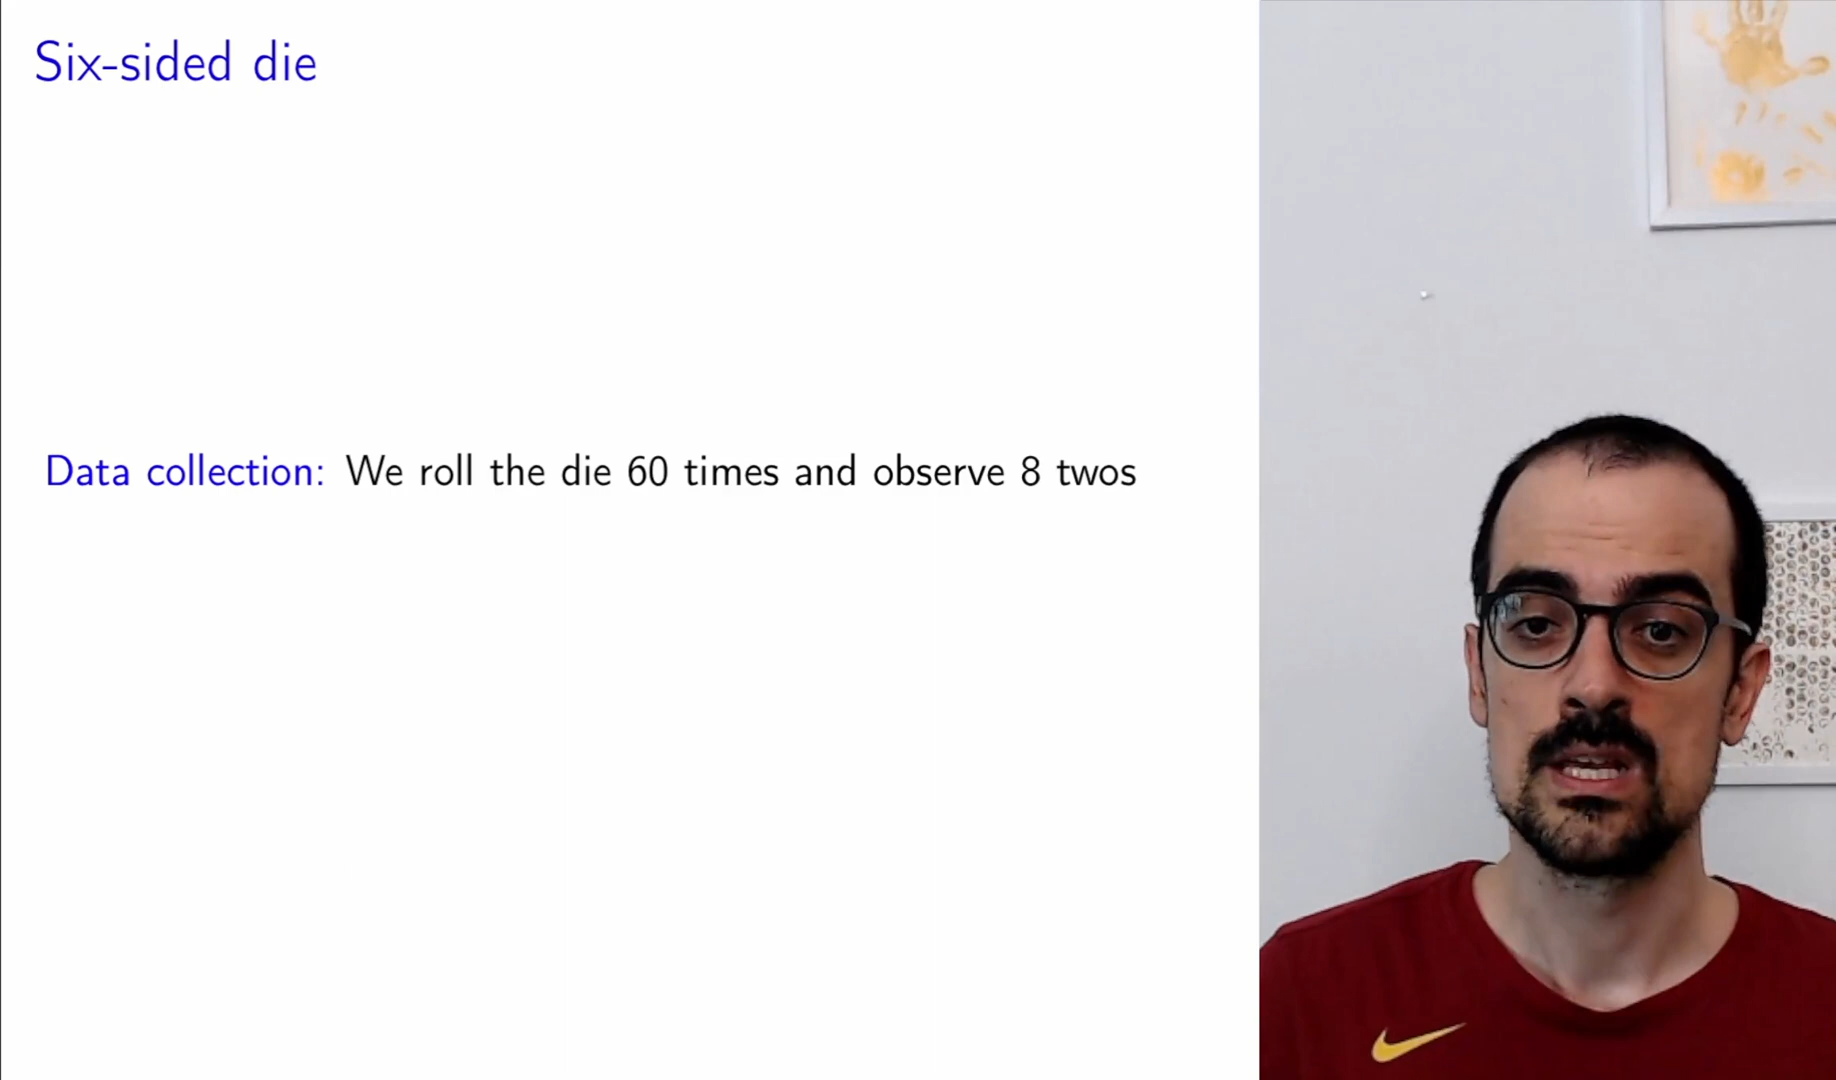 Six-sided die
Data collection: We roll the die 60 times and observe 8 twos